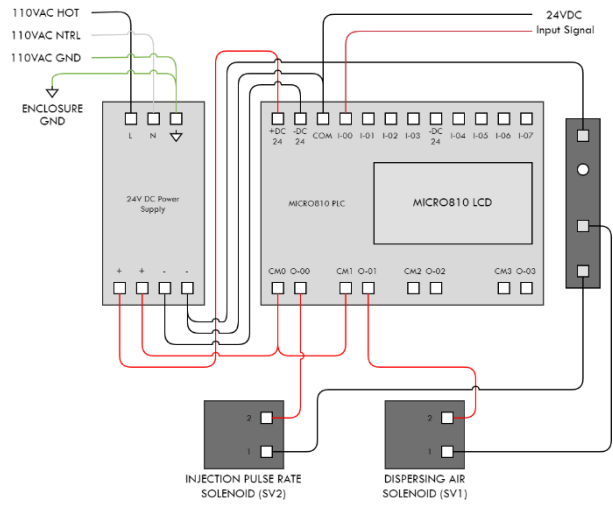 110VAC HOT
110VAC NTRL
110VAC GND
ENCLOSURE
GND
24VDC
Input Signal
L N
24V DC Power
Supply
+ + - -
+DC -DC COM I-00 I-01 I-02 I-03 -DC I-04 I-05 I-06 I-07
24 24 24
MICRO810 PLC
MICRO810 LCD
CM0 O-00 CM1 O-01 CM2 O-02 CM3 O-03
2
1
INJECTION PULSE RATE
SOLENOID (SV2)
2
1
DISPERSING AIR
SOLENOID (SV1)